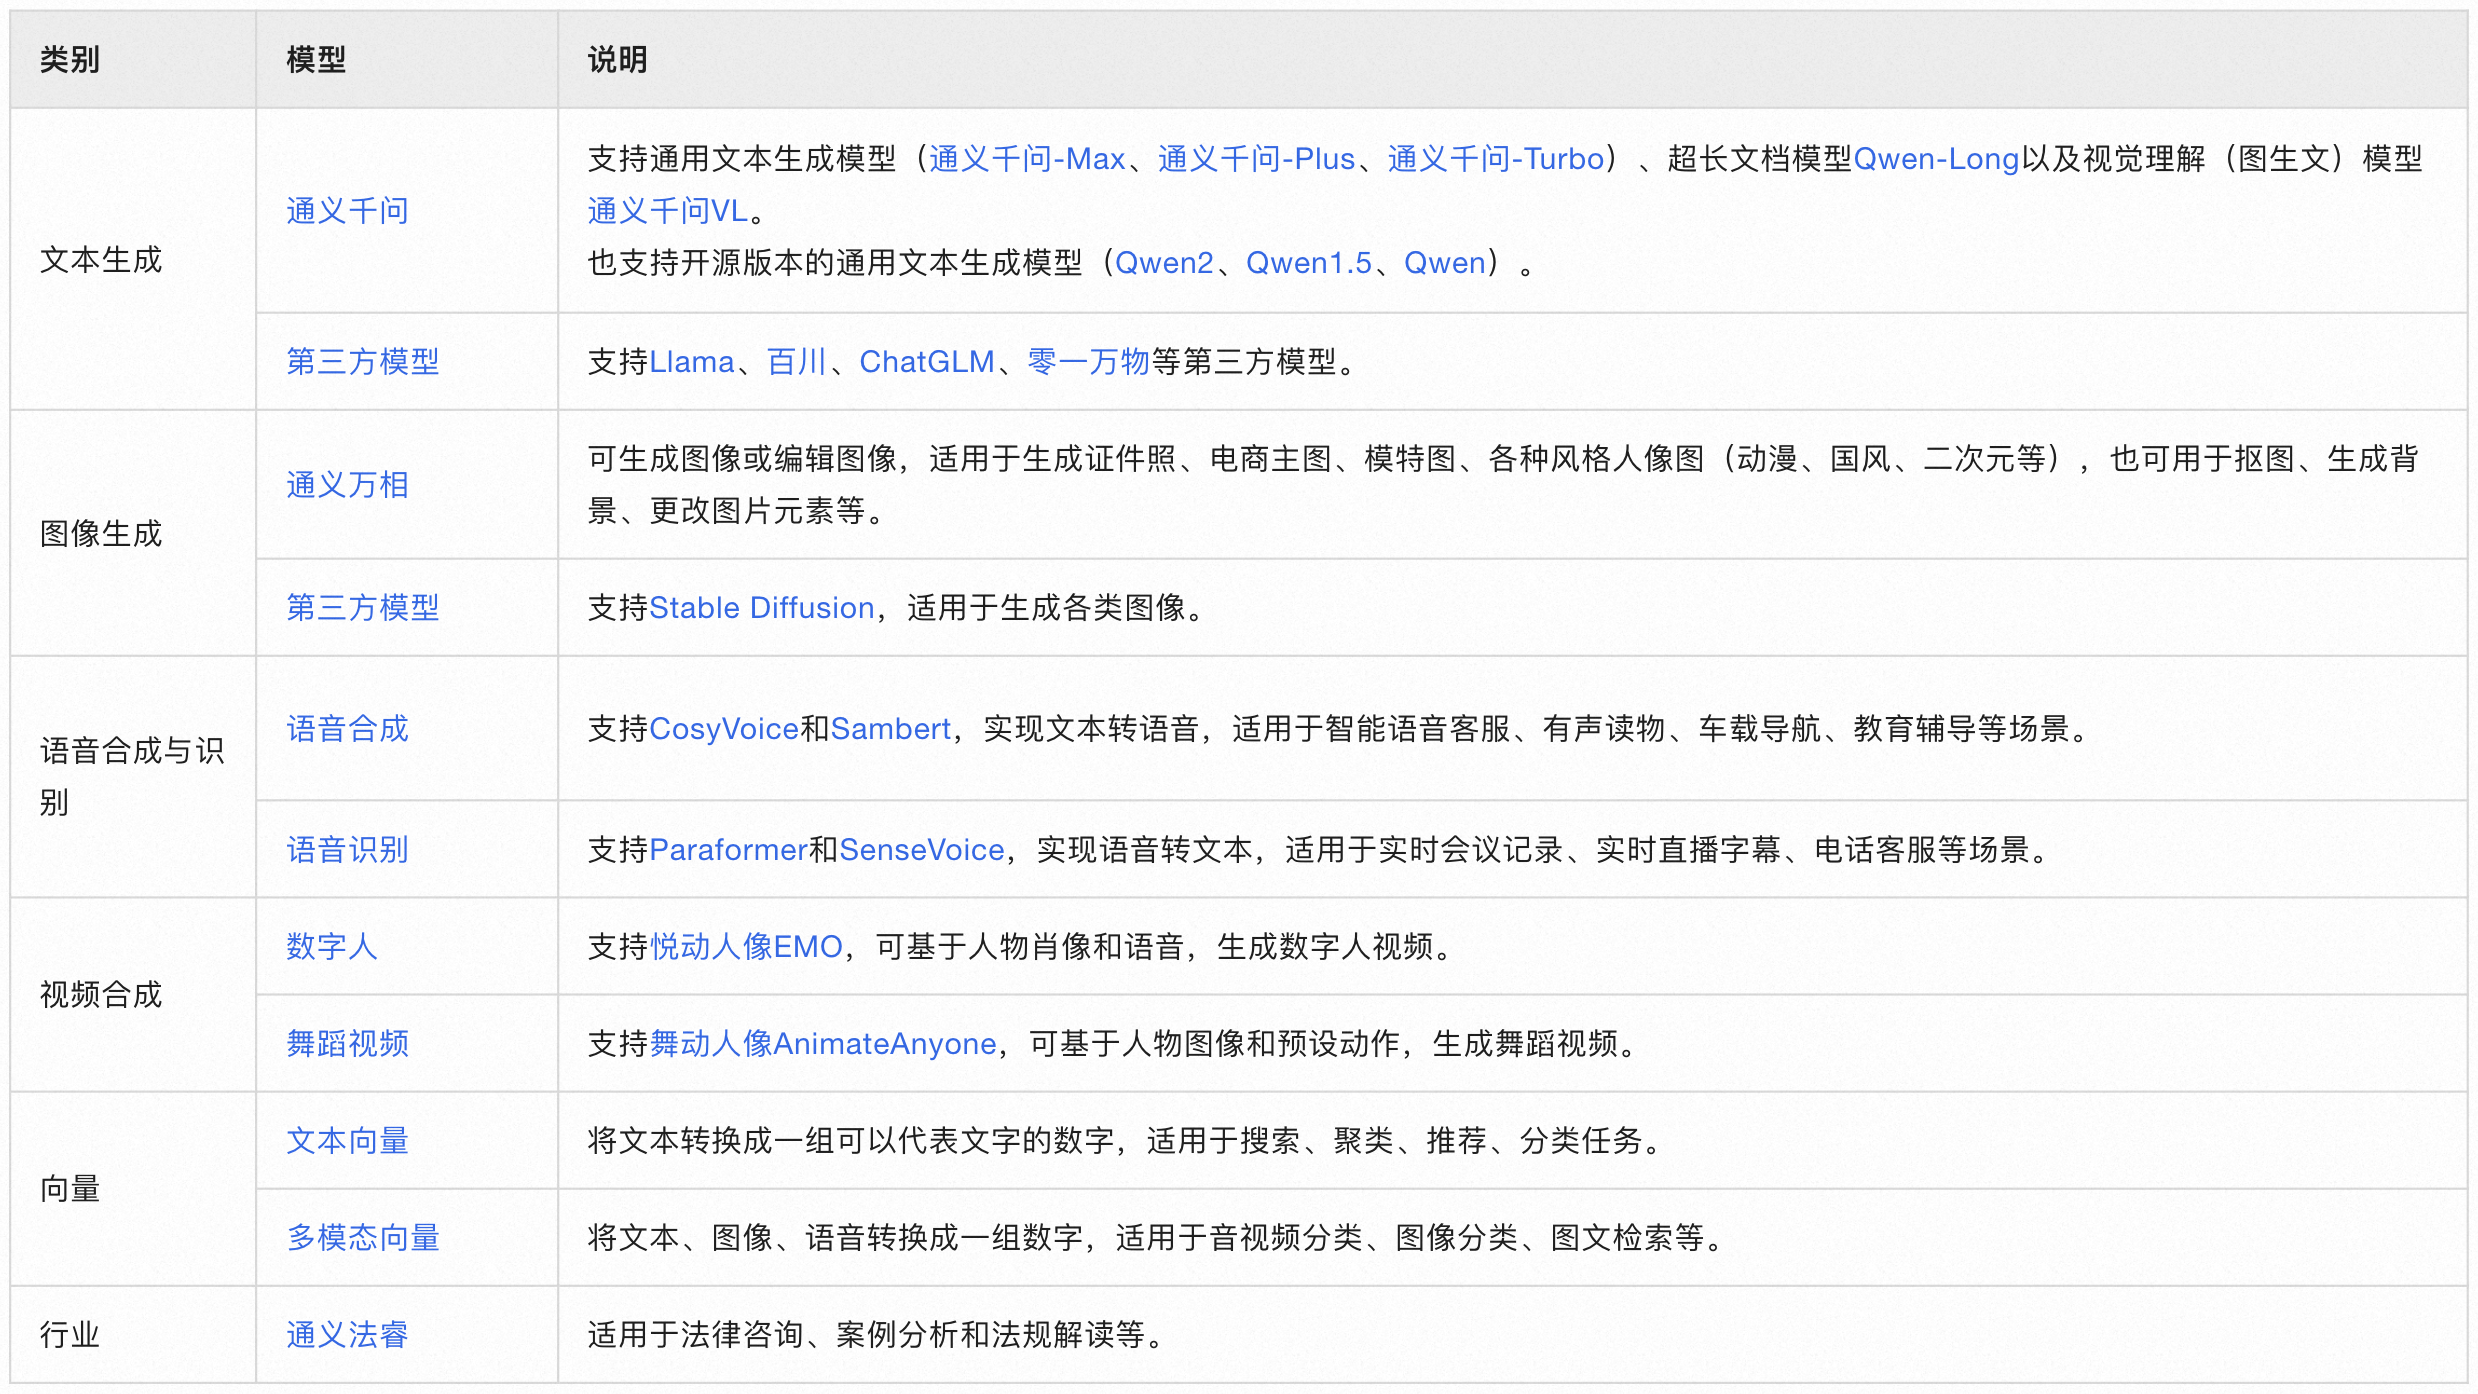 类别 模型 说明
文本生成
通义千问
支持通用文本生成模型（通义千问-Max、通义千问-Plus、通义千问-Turbo）、超长文档模型Qwen-Long以及视觉理解（图生文）模型
通义千问VL。
也支持开源版本的通用文本生成模型（Qwen2、Qwen1.5、Qwen）。
第三方模型 支持Llama、百川、ChatGLM、零一万物等第三方模型。
图像生成
通义万相
可生成图像或编辑图像，适用于生成证件照、电商主图、模特图、各种风格人像图（动漫、国风、二次元等），也可用于抠图、生成背
景、更改图片元素等。
第三方模型 支持Stable Diffusion，适用于生成各类图像。
语音合成与识
别
语音合成 支持CosyVoice和Sambert，实现文本转语音，适用于智能语音客服、有声读物、车载导航、教育辅导等场景。
语音识别 支持Paraformer和SenseVoice，实现语音转文本，适用于实时会议记录、实时直播字幕、电话客服等场景。
视频合成
数字人 支持悦动人像EMO，可基于人物肖像和语音，生成数字人视频。
舞蹈视频 支持舞动人像AnimateAnyone，可基于人物图像和预设动作，生成舞蹈视频。
向量
文本向量 将文本转换成一组可以代表文字的数字，适用于搜索、聚类、推荐、分类任务。
多模态向量 将文本、图像、语音转换成一组数字，适用于音视频分类、图像分类、图文检索等。
行业 通义法睿 适用于法律咨询、案例分析和法规解读等。